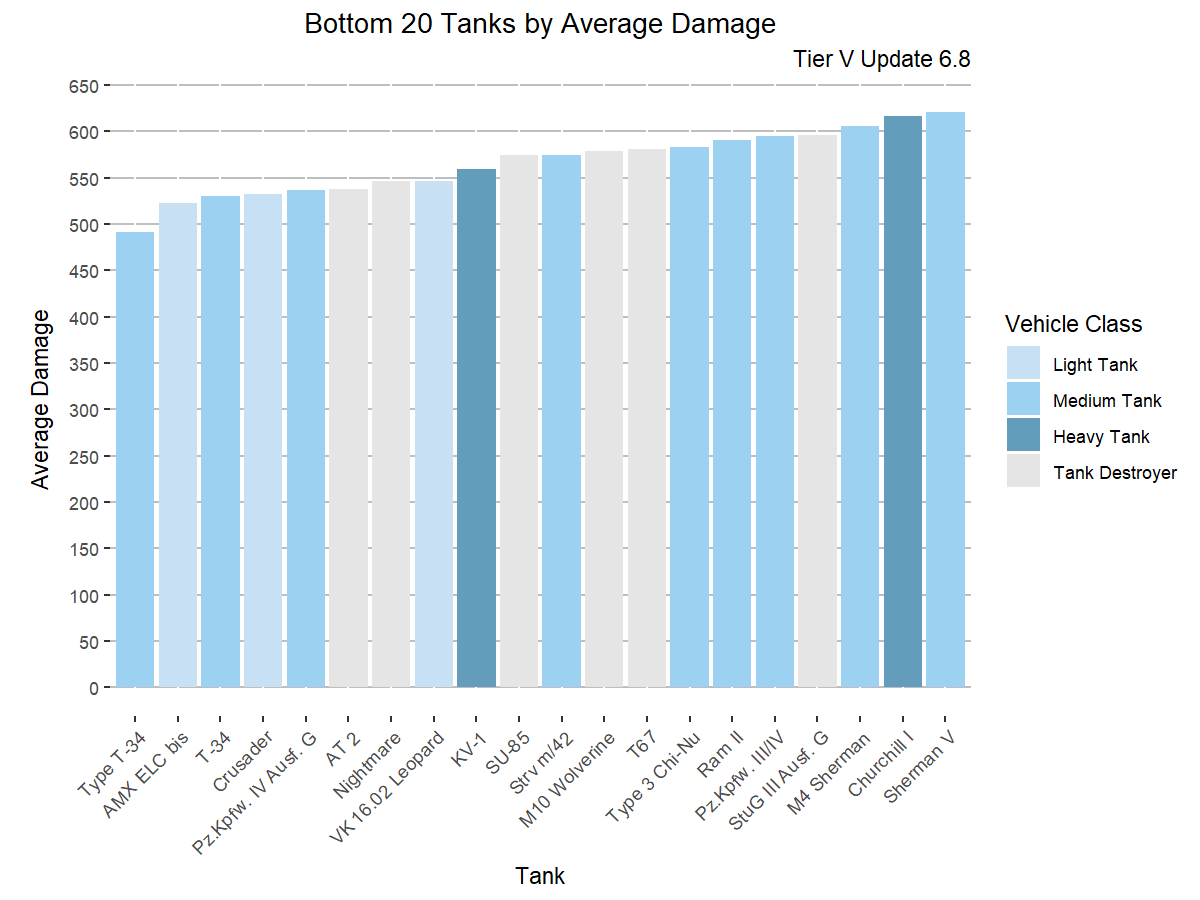 Bottom 20 Tanks by Average Damage
Tier V Update 6.8
650
600
550
500
450
400
350
300
250
200
150
100
50
0
Average Damage
Type T-34
AMX ELC bis
T-34
Crusader
Pz.Kpfw. IV Ausf. G
AT 2
Nightmare
VK 16.02 Leopard
KV-1
SU-85
Strv m/42
M10 Wolverine
T67
Type 3 Chi-Nu
Ram II
Pz.Kpfw. III/IV
StuG III Ausf. G
M4 Sherman
Churchill I
Sherman V
Tank
Vehicle Class
Light Tank
Medium Tank
Heavy Tank
Tank Destroyer